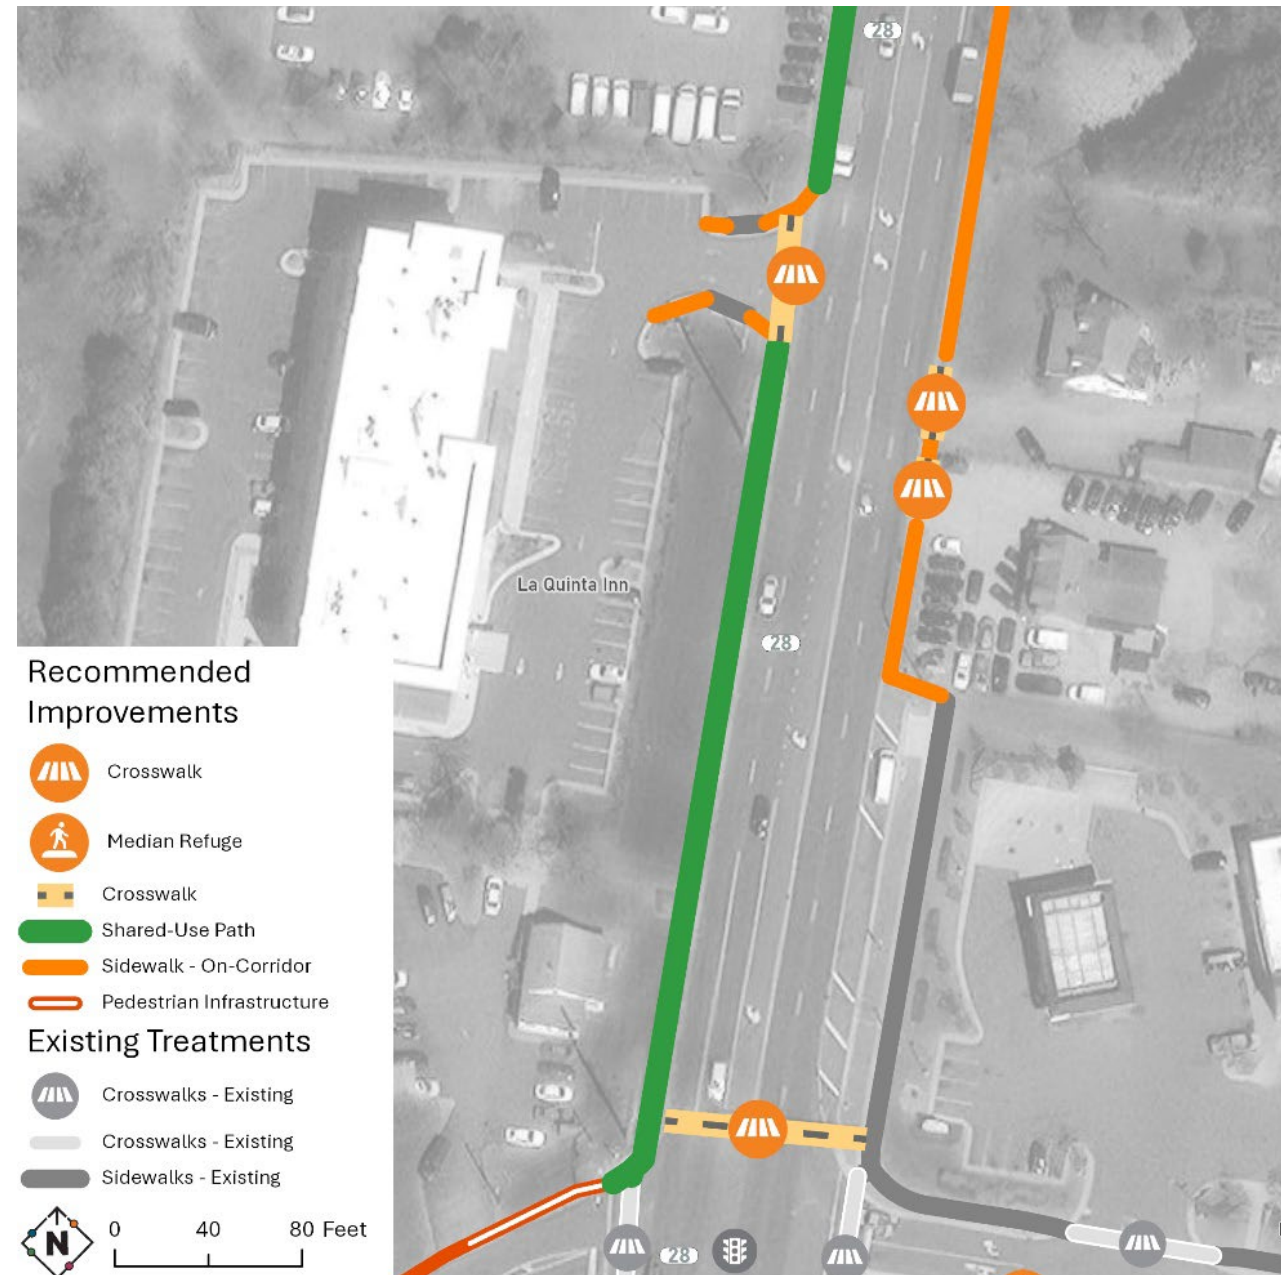 28
La Quinta Inn
28
Recommended
Improvements
Crosswalk
Median Refuge
Crosswalk
Shared-Use Path
Sidewalk - On-Corridor
Pedestrian Infrastructure
Existing Treatments
Crosswalks - Existing
Crosswalks - Existing
Sidewalks - Existing
N
0 40 80 Feet
28